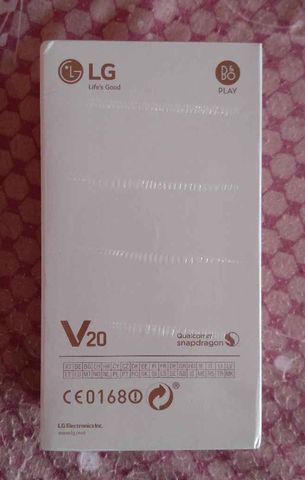 LG
Life's Good
B&O
PLAY
V20
Qualcomm
snapdragon
CE0168
LG Electronics Inc.